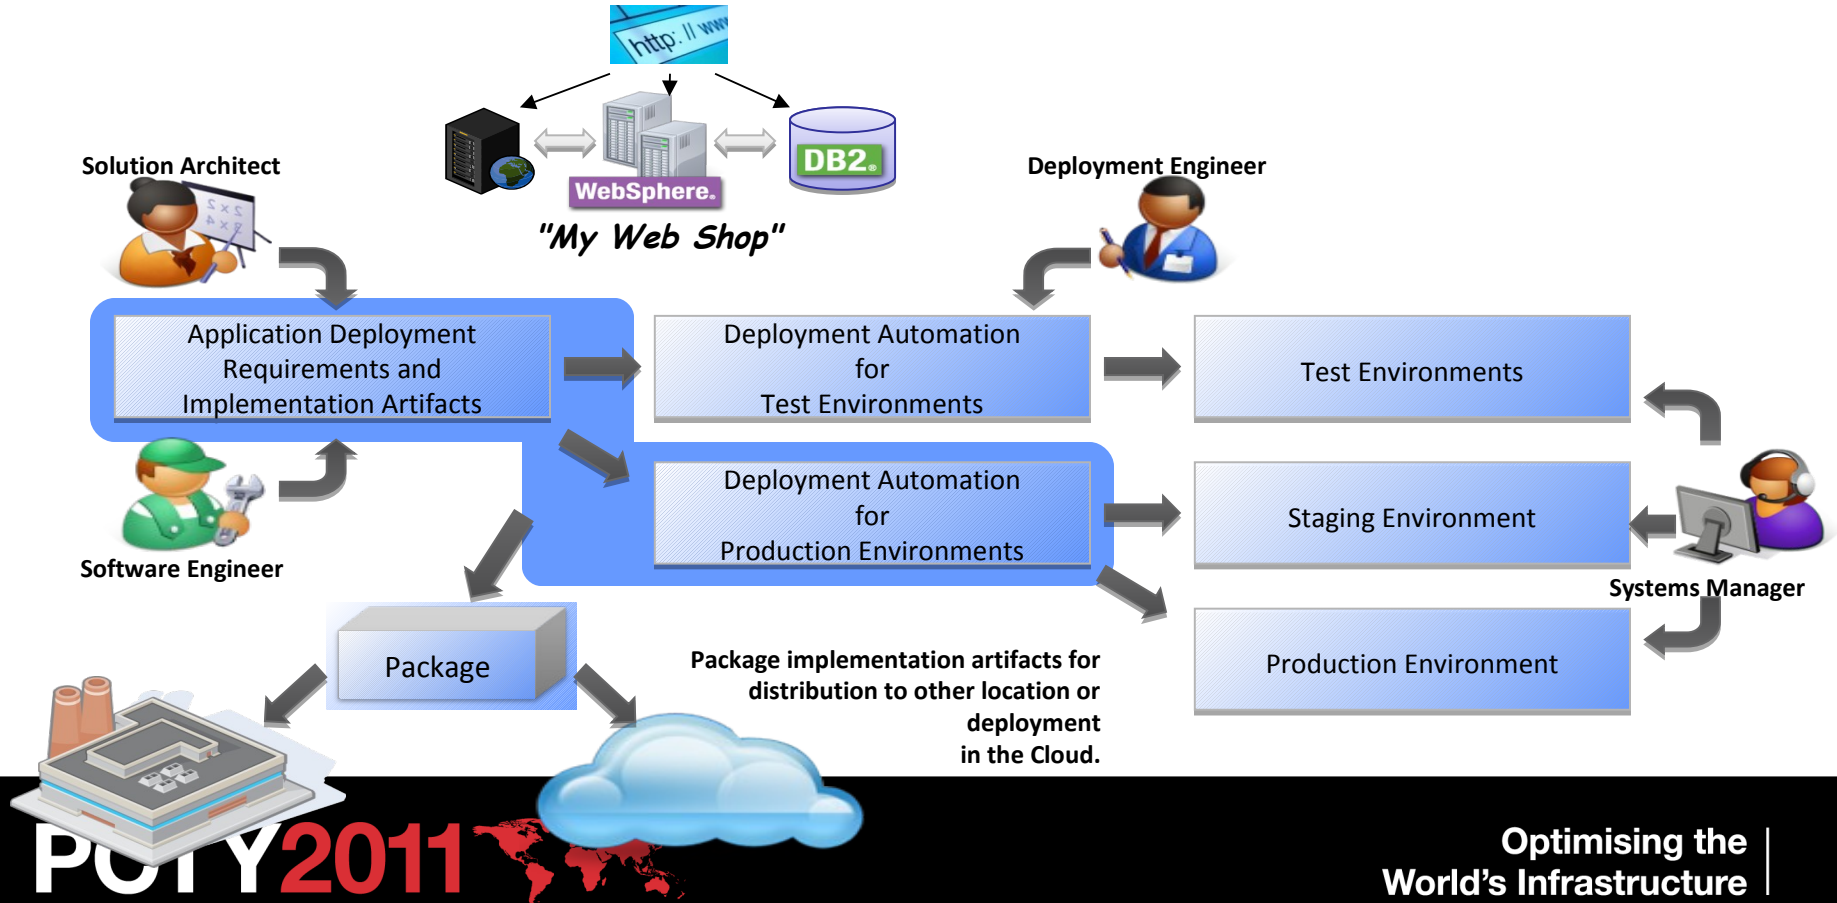 http: // www
Solution Architect
2 x 2
DB2.
WebSphere.
"My Web Shop"
Deployment Engineer
Application Deployment
Requirements and
Implementation Artifacts
Deployment Automation
for
Test Environments
Test Environments
Deployment Automation
for
Production Environments
Staging Environment
Software Engineer
Systems Manager
Package
Package implementation artifacts for
distribution to other location or
deployment
in the Cloud.
Production Environment
2011
Optimising the
World's Infrastructure